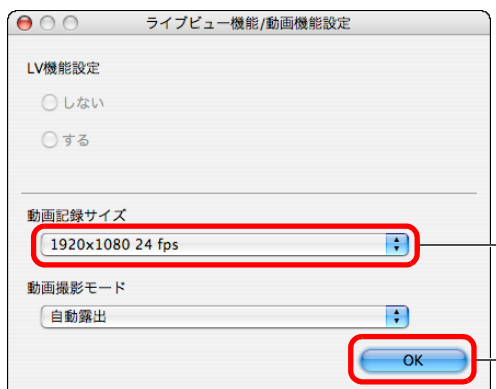 ライブビュー機能/動画機能設定
LV機能設定
しない
する
動画記録サイズ
1920x1080 24 fps
動画撮影モード
自動露出
OK